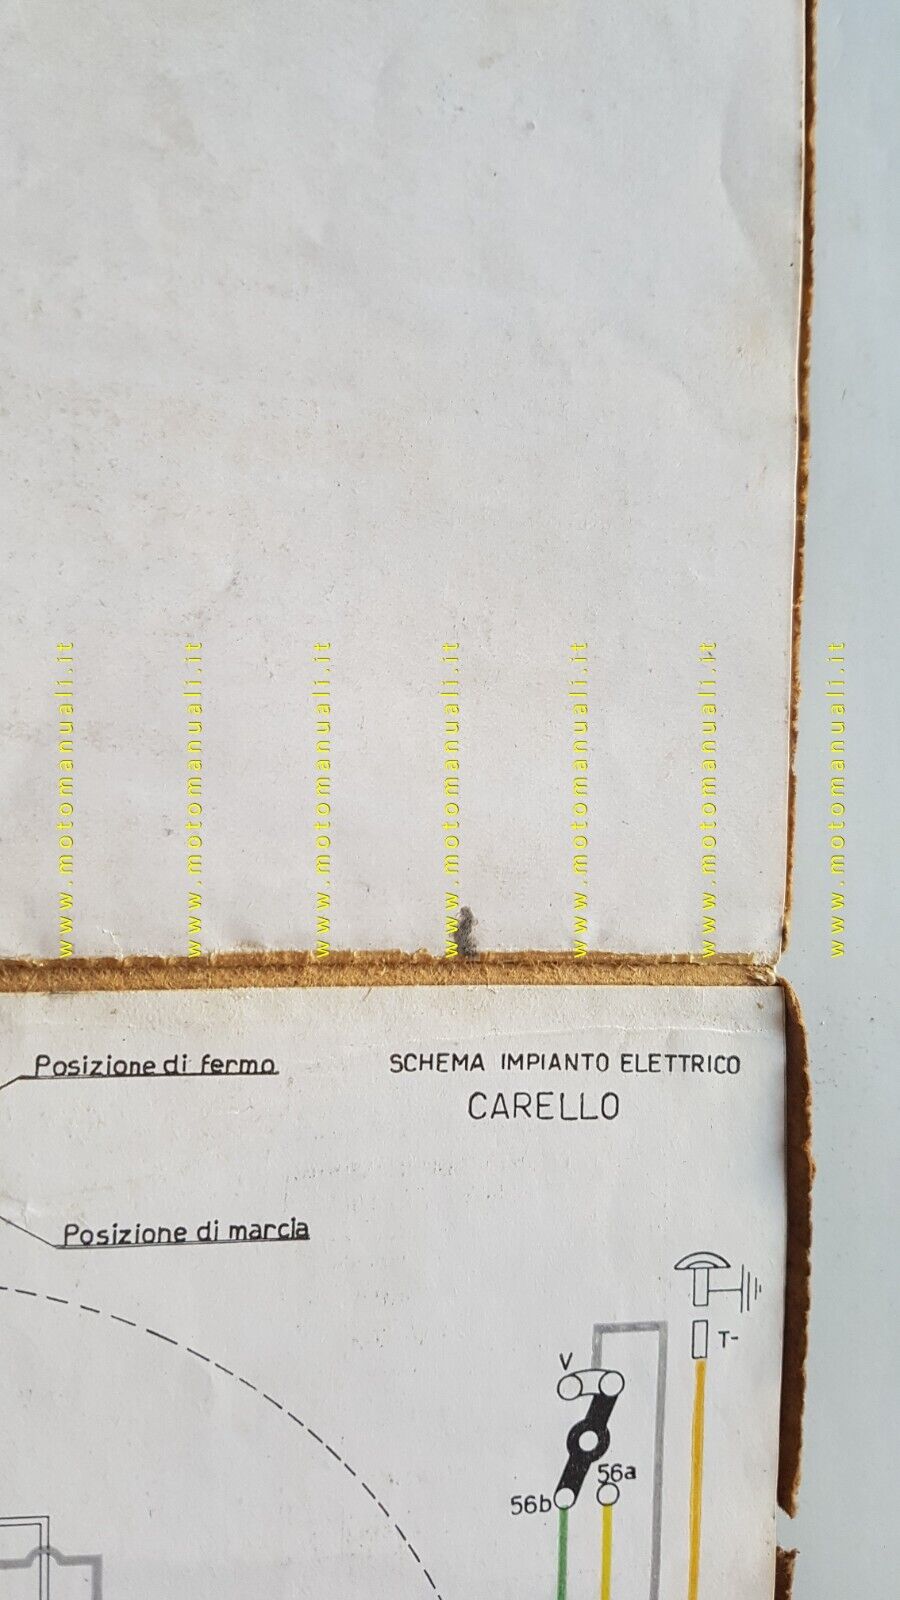 www.motomanuali.it
www.motomanuali.it
www.motomanuali.it
www.motomanuali.it
www.motomanuali.it
www.motomanuali.it
www.motomanuali.it
Posizione di fermo
SCHEMA IMPIANTO ELETTRICO
CARELLO
Posizione di marcia
T-
V
56a
56b